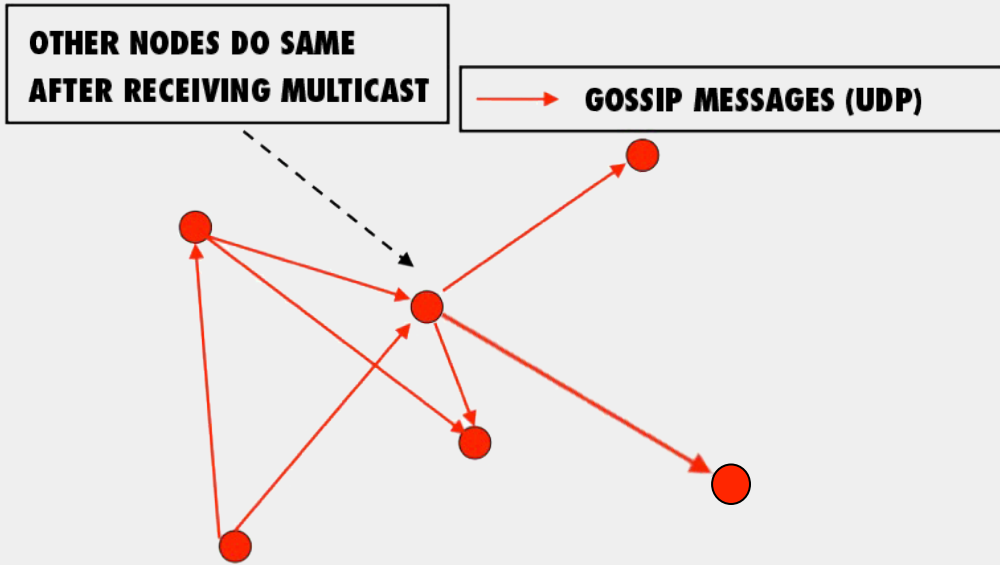 OTHER NODES DO SAME
AFTER RECEIVING MULTICAST
GOSSIP MESSAGES (UDP)